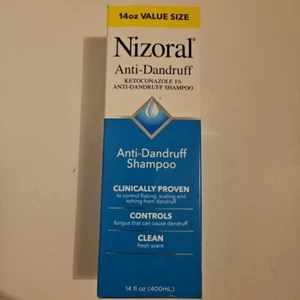 14oz VALUE SIZE
Nizoral®
Anti-Dandruff
KETOCONAZOLE 1%
ANTI-DANDRUFF SHAMPOO
Anti-Dandruff
Shampoo
CLINICALLY PROVEN
to control flaking, scaling and
itching from dandruff
CONTROLS
fungus that can cause dandruff
CLEAN
fresh scent
14 fl oz (400mL)